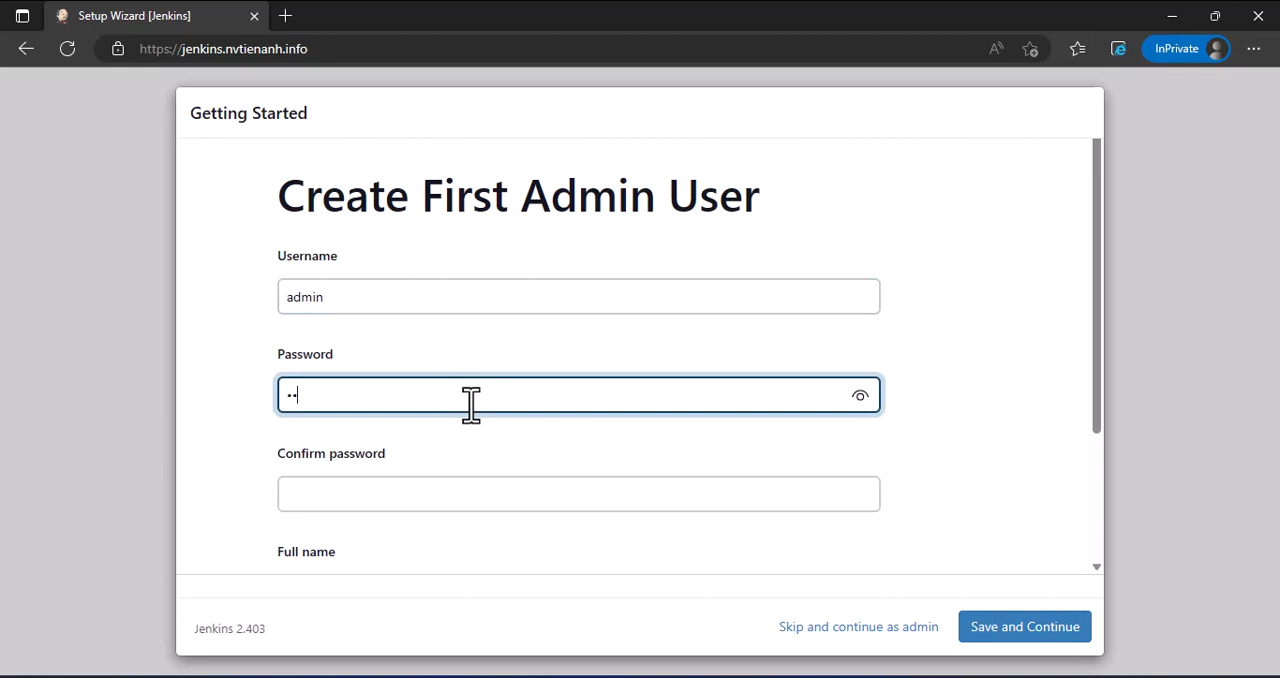 Setup Wizard [Jenkins]
https://jenkins.nvtienanh.info
InPrivate
Getting Started
Create First Admin User
Username
admin
Password
••
Confirm password
Full name
Jenkins 2.403
Skip and continue as admin
Save and Continue